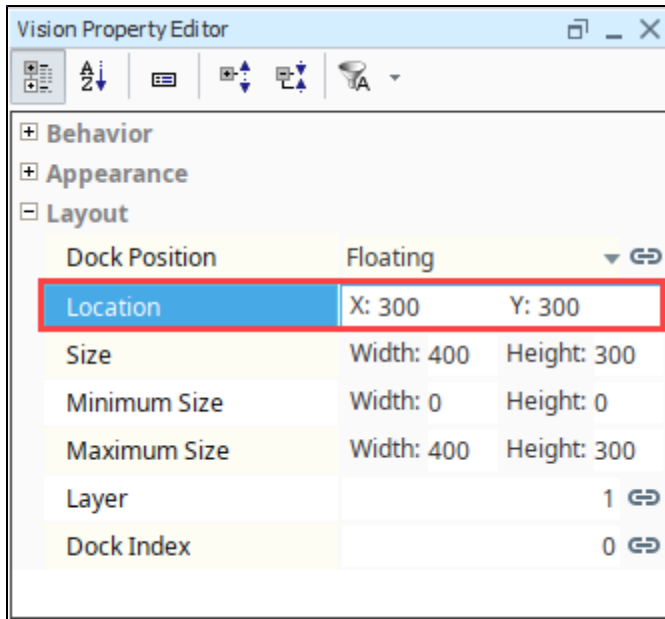 Vision Property Editor
Behavior
Appearance
Layout
Dock Position Floating
Location X: 300 Y: 300
Size Width: 400 Height: 300
Minimum Size Width: 0 Height: 0
Maximum Size Width: 400 Height: 300
Layer 1
Dock Index 0